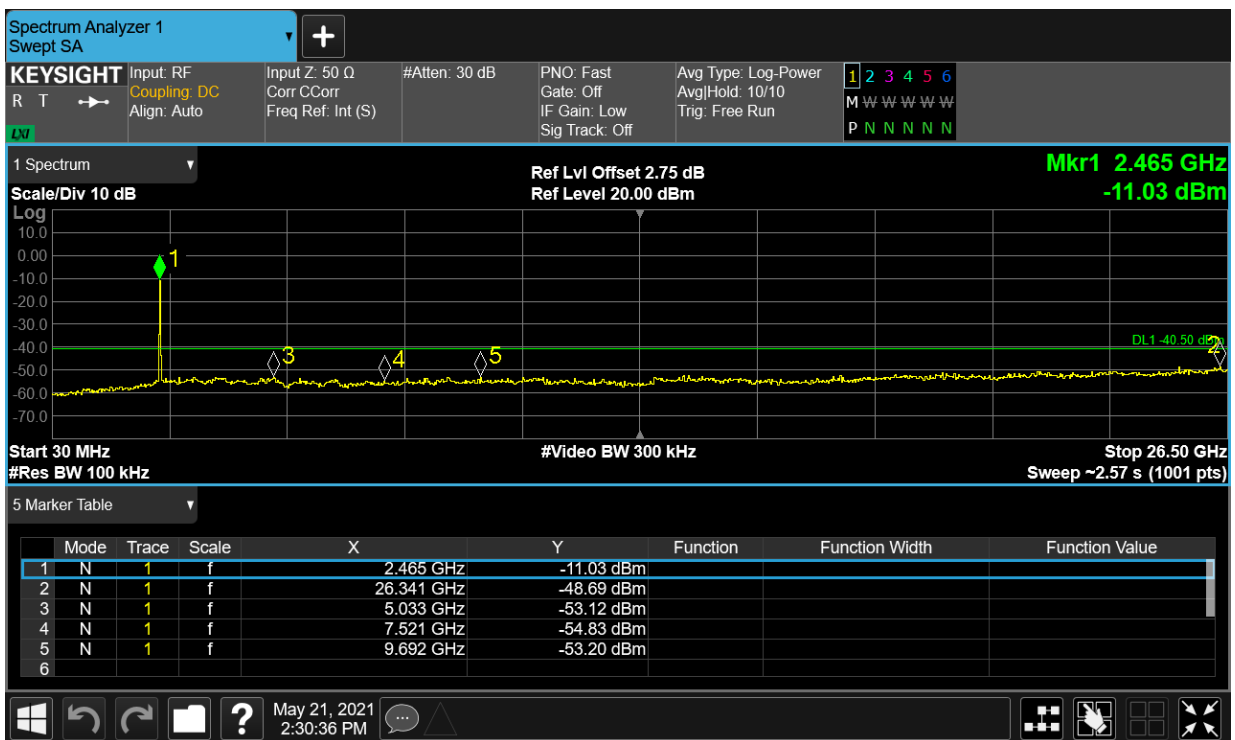 Spectrum Analyzer 1
Swept SA
KEYSIGHT
R T
LXI
Input: RF
Coupling: DC
Align: Auto
Input Z: 50 Ω
Corr CCorr
Freq Ref: Int (S)
#Atten: 30 dB
PNO: Fast
Gate: Off
IF Gain: Low
Sig Track: Off
Avg Type: Log-Power
Avg|Hold: 10/10
Trig: Free Run
1 2 3 4 5 6
M W W W W W
P N N N N N
1 Spectrum
Scale/Div 10 dB
Ref Lvl Offset 2.75 dB
Ref Level 20.00 dBm
Mkr1 2.465 GHz
-11.03 dBm
Log
10.0
0.00
-10.0
-20.0
-30.0
-40.0
-50.0
-60.0
-70.0
1
3
4
5
2
DL1 -40.50 dBm
Start 30 MHz
#Res BW 100 kHz
#Video BW 300 kHz
Stop 26.50 GHz
Sweep ~2.57 s (1001 pts)
5 Marker Table
Mode Trace Scale X Y Function Function Width Function Value
1 N 1 f 2.465 GHz -11.03 dBm
2 N 1 f 26.341 GHz -48.69 dBm
3 N 1 f 5.033 GHz -53.12 dBm
4 N 1 f 7.521 GHz -54.83 dBm
5 N 1 f 9.692 GHz -53.20 dBm
6
?
May 21, 2021
2:30:36 PM